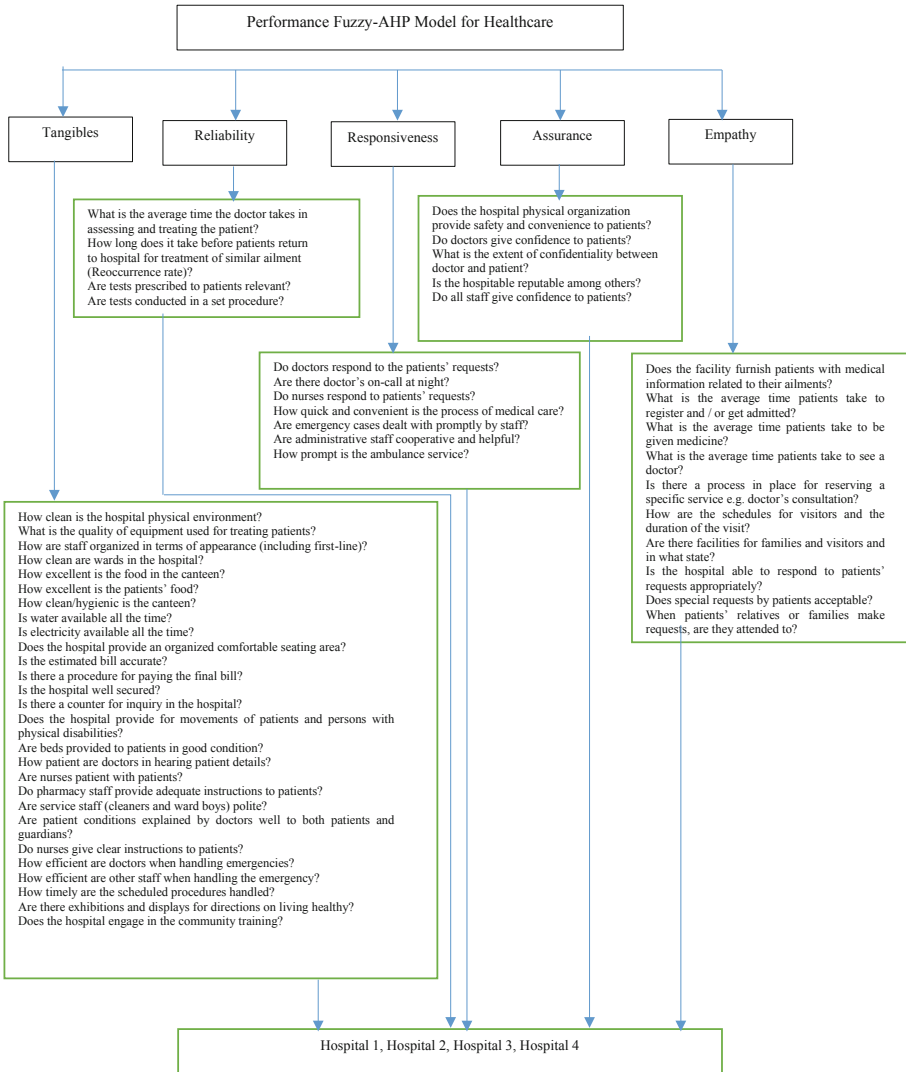 Performance Fuzzy-AHP Model for Healthcare
Tangibles
Reliability
Responsiveness
Assurance
Empathy
What is the average time the doctor takes in
assessing and treating the patient?
How long does it take before patients return
to hospital for treatment of similar ailment
(Reoccurrence rate)?
Are tests prescribed to patients relevant?
Are tests conducted in a set procedure?
Does the hospital physical organization
provide safety and convenience to patients?
Do doctors give confidence to patients?
What is the extent of confidentiality between
doctor and patient?
Is the hospitable reputable among others?
Do all staff give confidence to patients?
Do doctors respond to the patients' requests?
Are there doctor's on-call at night?
Do nurses respond to patients' requests?
How quick and convenient is the process of medical care?
Are emergency cases dealt with promptly by staff?
Are administrative staff cooperative and helpful?
How prompt is the ambulance service?
Does the facility furnish patients with medical
information related to their ailments?
What is the average time patients take to
register and / or get admitted?
What is the average time patients take to be
given medicine?
What is the average time patients take to see a
doctor?
Is there a process in place for reserving a
specific service e.g. doctor's consultation?
How are the schedules for visitors and the
duration of the visit?
Are there facilities for families and visitors and
in what state?
Is the hospital able to respond to patients'
requests appropriately?
Does special requests by patients acceptable?
When patients' relatives or families make
requests, are they attended to?
How clean is the hospital physical environment?
What is the quality of equipment used for treating patients?
How are staff organized in terms of appearance (including first-line)?
How clean are wards in the hospital?
How excellent is the food in the canteen?
How excellent is the patients' food?
How clean/hygienic is the canteen?
Is water available all the time?
Is electricity available all the time?
Does the hospital provide an organized comfortable seating area?
Is the estimated bill accurate?
Is there a procedure for paying the final bill?
Is the hospital well secured?
Is there a counter for inquiry in the hospital?
Does the hospital provide for movements of patients and persons with
physical disabilities?
Are beds provided to patients in good condition?
How patient are doctors in hearing patient details?
Are nurses patient with patients?
Do pharmacy staff provide adequate instructions to patients?
Are service staff (cleaners and ward boys) polite?
Are patient conditions explained by doctors well to both patients and
guardians?
Do nurses give clear instructions to patients?
How efficient are doctors when handling emergencies?
How efficient are other staff when handling the emergency?
How timely are the scheduled procedures handled?
Are there exhibitions and displays for directions on living healthy?
Does the hospital engage in the community training?
Hospital 1, Hospital 2, Hospital 3, Hospital 4